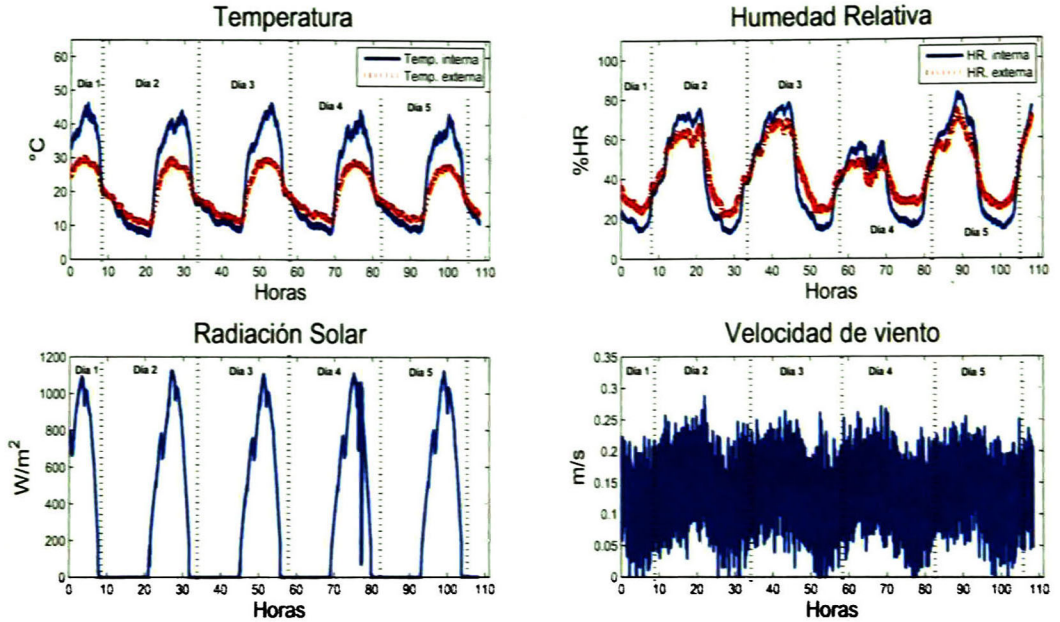 Temperatura
60
50
40
30
20
10
0
°C
Dia 1
Dia 2
Dia 3
Dia 4
Dia 5
Temp. interna
Temp. externa
0 10 20 30 40 50 60 70 80 90 100 110
Horas
Humedad Relativa
100
80
60
40
20
0
%HR
Dia 1
Dia 2
Dia 3
Dia 4
Dia 5
HR. interna
HR. externa
0 10 20 30 40 50 60 70 80 90 100 110
Horas
Radiación Solar
1200
1000
800
600
400
200
0
W/m²
Dia 1
Dia 2
Dia 3
Dia 4
Dia 5
0 10 20 30 40 50 60 70 80 90 100 110
Horas
Velocidad de viento
0.35
0.3
0.25
0.2
0.15
0.1
0.05
0
m/s
Dia 1
Dia 2
Dia 3
Dia 4
Dia 5
0 10 20 30 40 50 60 70 80 90 100 110
Horas